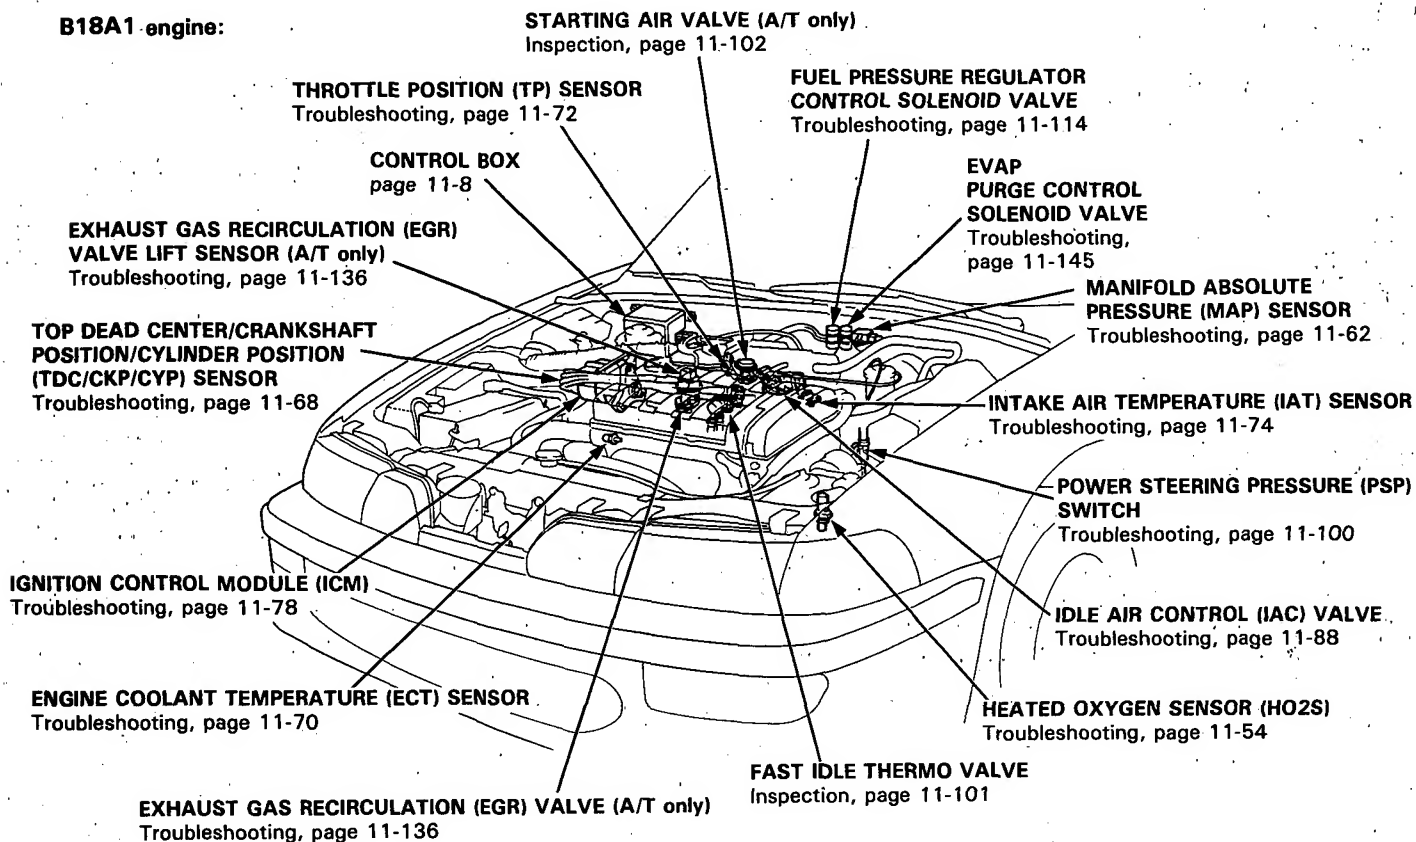 B18A1 engine:
STARTING AIR VALVE (A/T only)
Inspection, page 11-102
THROTTLE POSITION (TP) SENSOR
Troubleshooting, page 11-72
FUEL PRESSURE REGULATOR
CONTROL SOLENOID VALVE
Troubleshooting, page 11-114
CONTROL BOX
page 11-8
EVAP
PURGE CONTROL
SOLENOID VALVE
Troubleshooting,
page 11-145
EXHAUST GAS RECIRCULATION (EGR)
VALVE LIFT SENSOR (A/T only)
Troubleshooting, page 11-136
MANIFOLD ABSOLUTE
PRESSURE (MAP) SENSOR
Troubleshooting, page 11-62
TOP DEAD CENTER/CRANKSHAFT
POSITION/CYLINDER POSITION
(TDC/CKP/CYP) SENSOR
Troubleshooting, page 11-68
INTAKE AIR TEMPERATURE (IAT) SENSOR
Troubleshooting, page 11-74
POWER STEERING PRESSURE (PSP)
SWITCH
Troubleshooting, page 11-100
IGNITION CONTROL MODULE (ICM)
Troubleshooting, page 11-78
IDLE AIR CONTROL (IAC) VALVE
Troubleshooting, page 11-88
ENGINE COOLANT TEMPERATURE (ECT) SENSOR
Troubleshooting, page 11-70
HEATED OXYGEN SENSOR (HO2S)
Troubleshooting, page 11-54
FAST IDLE THERMO VALVE
Inspection, page 11-101
EXHAUST GAS RECIRCULATION (EGR) VALVE (A/T only)
Troubleshooting, page 11-136